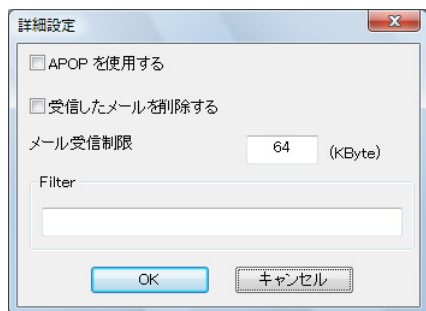 詳細設定
APOP を使用する
受信したメールを削除する
メール受信制限 64 (KByte)
Filter
OK キャンセル